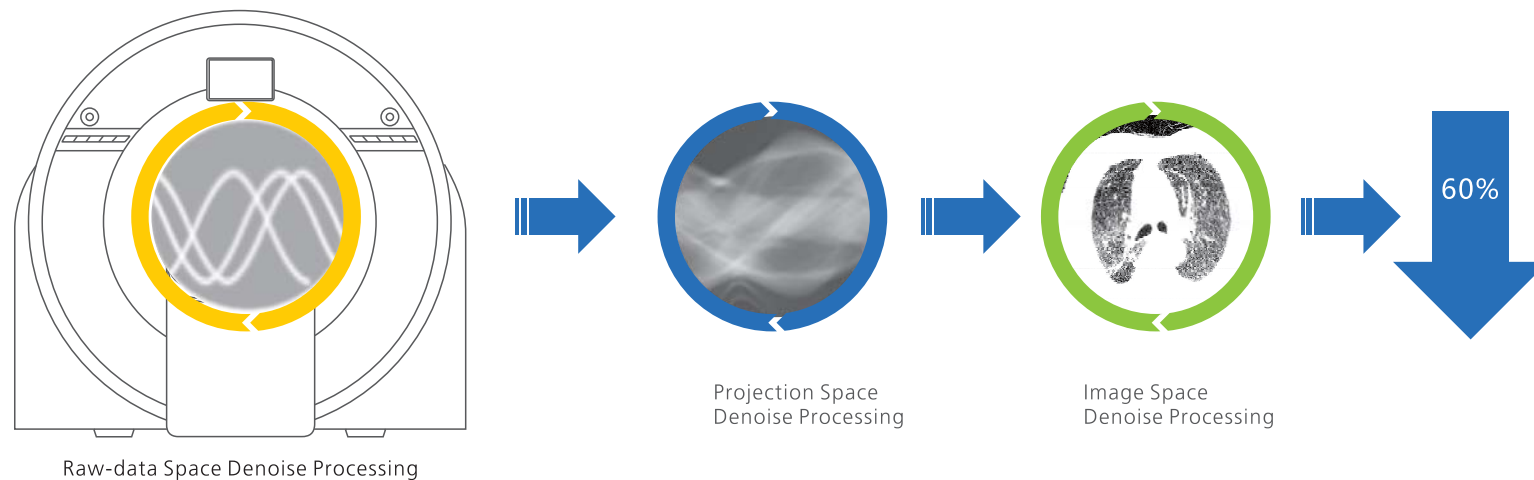 60%
Projection Space
Denoise Processing
Image Space
Denoise Processing
Raw-data Space Denoise Processing